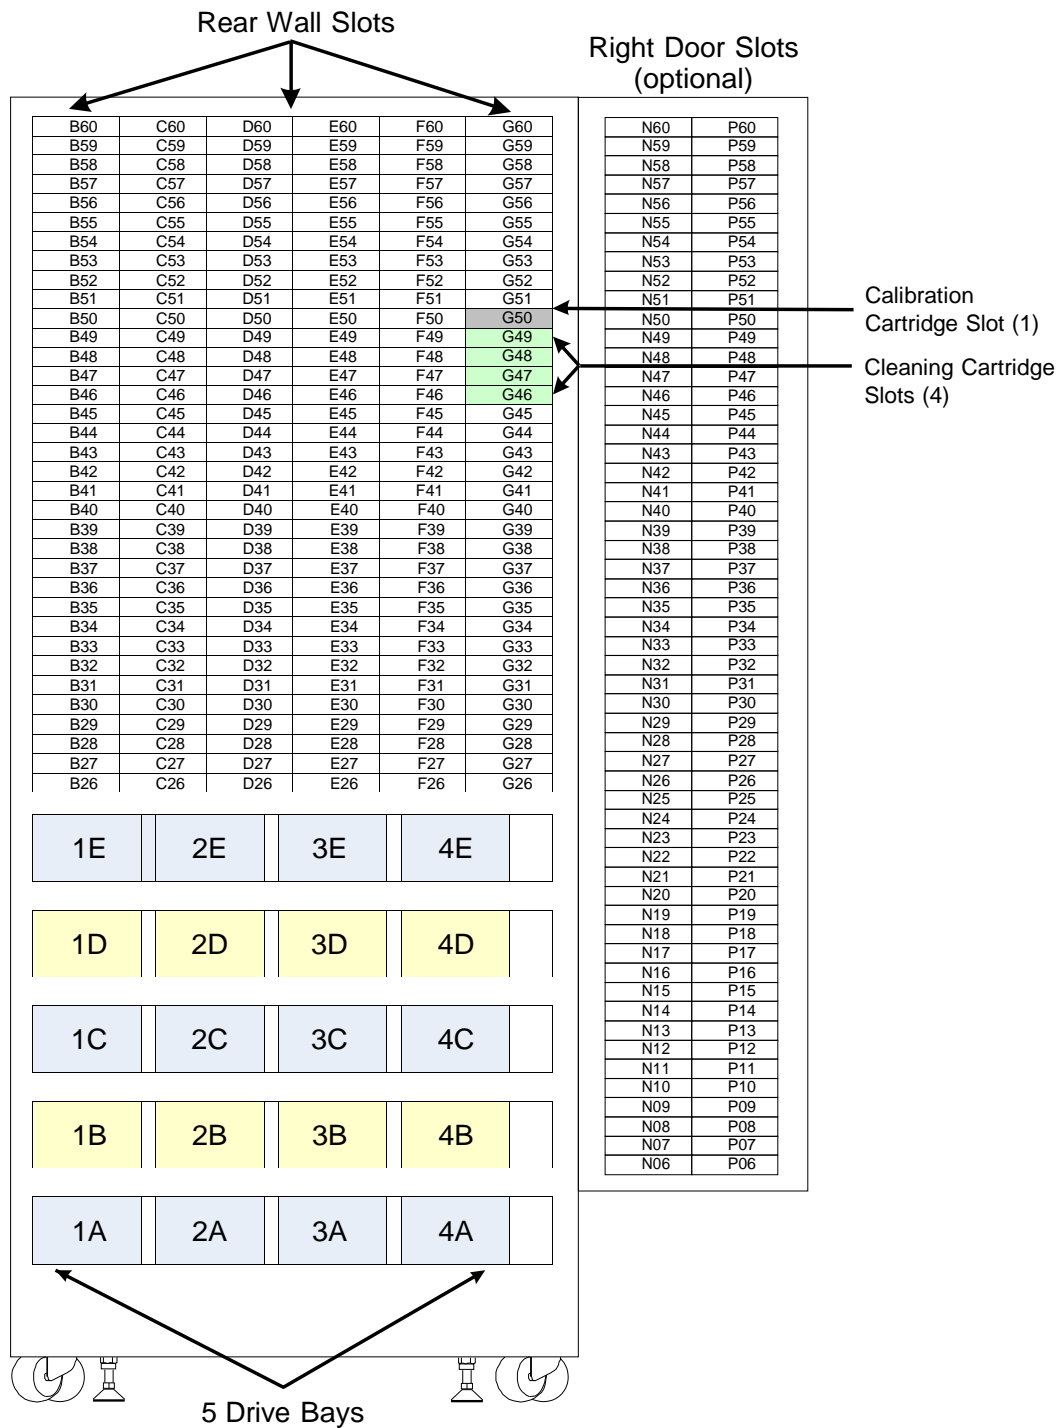 Rear Wall Slots
Right Door Slots
(optional)
B60 C60 D60 E60 F60 G60 N60 P60
B59 C59 D59 E59 F59 G59 N59 P59
B58 C58 D58 E58 F58 G58 N58 P58
B57 C57 D57 E57 F57 G57 N57 P57
B56 C56 D56 E56 F56 G56 N56 P56
B55 C55 D55 E55 F55 G55 N55 P55
B54 C54 D54 E54 F54 G54 N54 P54
B53 C53 D53 E53 F53 G53 N53 P53
B52 C52 D52 E52 F52 G52 N52 P52
B51 C51 D51 E51 F51 G51 N51 P51
B50 C50 D50 E50 F50 G50 N50 P50
B49 C49 D49 E49 F49 G49 N49 P49
B48 C48 D48 E48 F48 G48 N48 P48
B47 C47 D47 E47 F47 G47 N47 P47
B46 C46 D46 E46 F46 G46 N46 P46
B45 C45 D45 E45 F45 G45 N45 P45
B44 C44 D44 E44 F44 G44 N44 P44
B43 C43 D43 E43 F43 G43 N43 P43
B42 C42 D42 E42 F42 G42 N42 P42
B41 C41 D41 E41 F41 G41 N41 P41
B40 C40 D40 E40 F40 G40 N40 P40
B39 C39 D39 E39 F39 G39 N39 P39
B38 C38 D38 E38 F38 G38 N38 P38
B37 C37 D37 E37 F37 G37 N37 P37
B36 C36 D36 E36 F36 G36 N36 P36
B35 C35 D35 E35 F35 G35 N35 P35
B34 C34 D34 E34 F34 G34 N34 P34
B33 C33 D33 E33 F33 G33 N33 P33
B32 C32 D32 E32 F32 G32 N32 P32
B31 C31 D31 E31 F31 G31 N31 P31
B30 C30 D30 E30 F30 G30 N30 P30
B29 C29 D29 E29 F29 G29 N29 P29
B28 C28 D28 E28 F28 G28 N28 P28
B27 C27 D27 E27 F27 G27 N27 P27
B26 C26 D26 E26 F26 G26 N26 P26
N25 P25
N24 P24
N23 P23
N22 P22
N21 P21
N20 P20
N19 P19
N18 P18
N17 P17
N16 P16
N15 P15
N14 P14
N13 P13
N12 P12
N11 P11
N10 P10
N09 P09
N08 P08
N07 P07
N06 P06
Calibration
Cartridge Slot (1)
Cleaning Cartridge
Slots (4)
1E 2E 3E 4E
1D 2D 3D 4D
1C 2C 3C 4C
1B 2B 3B 4B
1A 2A 3A 4A
5 Drive Bays